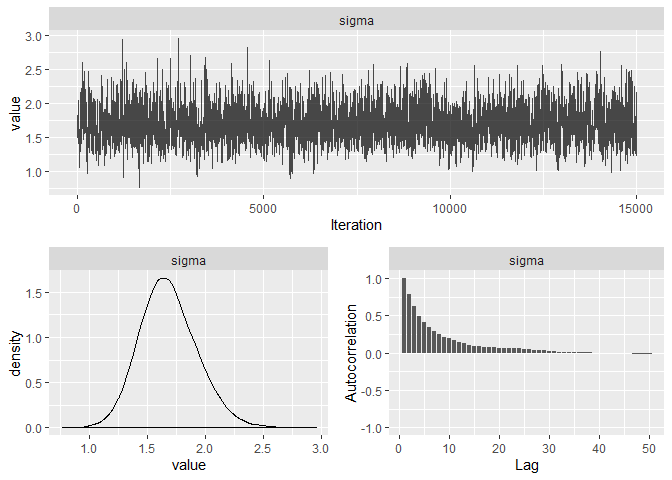 sigma
value
3.0
2.5
2.0
1.5
1.0
0 5000 10000 15000
Iteration
sigma
density
1.5
1.0
0.5
0.0
1.0 1.5 2.0 2.5 3.0
value
sigma
Autocorrelation
1.0
0.5
0.0
-0.5
-1.0
0 10 20 30 40 50
Lag